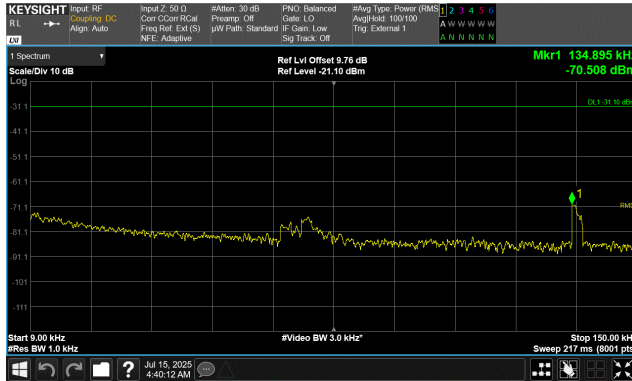 KEYSIGHT Input: RF Input Z: 50 Ω #Atten: 30 dB PNO: Balanced #Avg Type: Power (RMS 1 2 3 4 5 6
RL Coupling: DC Corr CCorr RCal Preamp: Off Gate: LO Avg|Hold: 100/100 A W W W W W
Align: Auto Freq Ref: Ext (S) µW Path: Standard IF Gain: Low Trig: External 1
LXI NFE: Adaptive Sig Track: Off A N N N N N
1 Spectrum Ref Lvl Offset 9.76 dB Mkr1 134.895 kHz
Scale/Div 10 dB Ref Level -21.10 dBm -70.508 dBm
Log
-31.1 DL1 -31.10 dBm
-41.1
-51.1
-61.1
1
-71.1 RMS
-81.1
-91.1
-101
-111
Start 9.00 kHz #Video BW 3.0 kHz* Stop 150.00 kHz
#Res BW 1.0 kHz Sweep 217 ms (8001 pts
? Jul 15, 2025
4:40:12 AM